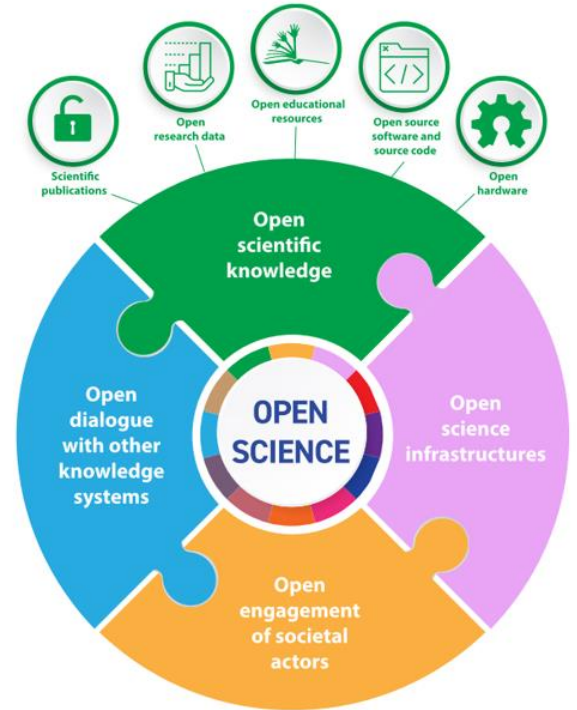 Scientific
publications
Open
research data
Open educational
resources
</>
Open source
software and
source code
Open
hardware
Open
scientific
knowledge
Open
dialogue
with other
knowledge
systems
OPEN
SCIENCE
Open
science
infrastructures
Open
engagement
of societal
actors